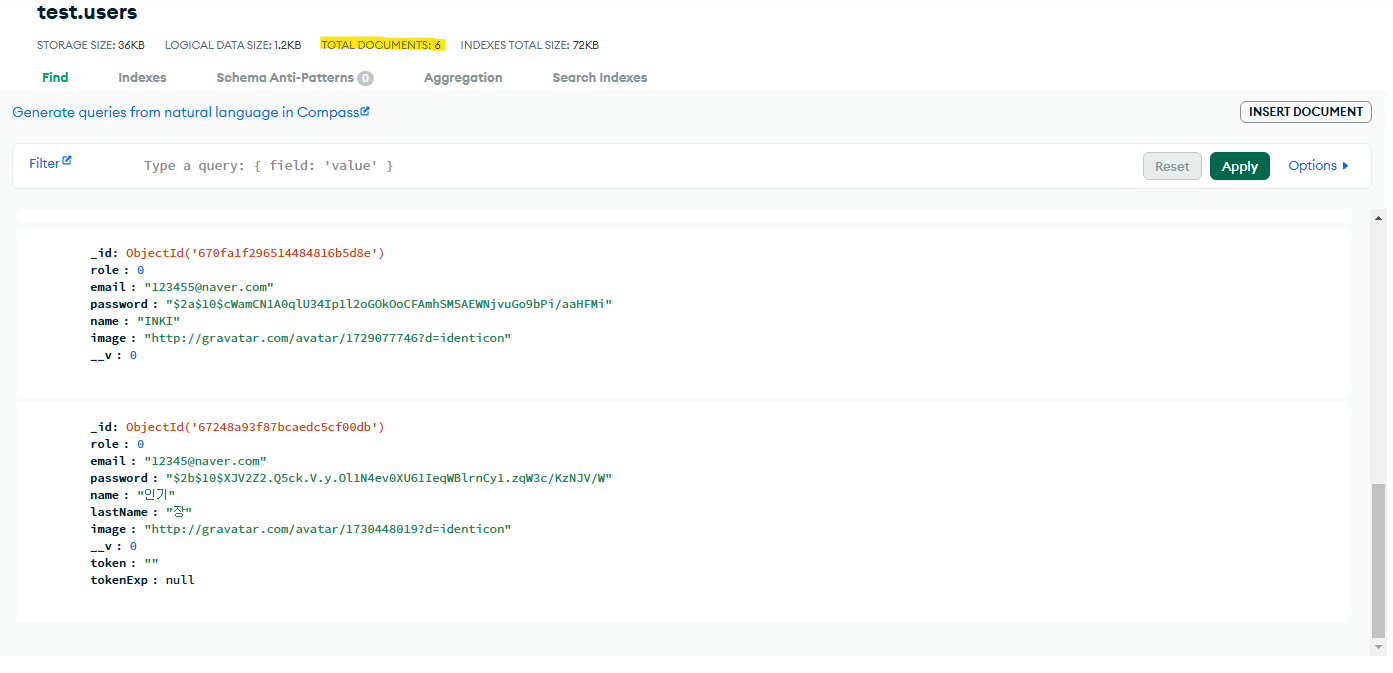 test.users
STORAGE SIZE: 36KB LOGICAL DATA SIZE: 1.2KB TOTAL DOCUMENTS: 6 INDEXES TOTAL SIZE: 72KB
Find Indexes Schema Anti-Patterns 0 Aggregation Search Indexes
Generate queries from natural language in Compass
INSERT DOCUMENT
Filter Type a query: { field: 'value' } Reset Apply Options
_id: ObjectId('670fa1f296514484816b5d8e')
role : 0
email : "123455@naver.com"
password : "$2a$10$cWamCN1A0qlU34Ip1l2oGOkOoCFAmhSM5AEWNjvuGo9bPi/aaHFMi"
name : "INKI"
image : "http://gravatar.com/avatar/1729077746?d=identicon"
__v : 0
_id: ObjectId('67248a93f87bcaedc5cf00db')
role : 0
email : "12345@naver.com"
password : "$2b$10$XJV2Z2.Q5ck.V.y.Ol1N4ev0XU61IeqWBlrnCy1.zqW3c/KzNJV/W"
name : "인기"
lastName : "장"
image : "http://gravatar.com/avatar/1730448019?d=identicon"
__v : 0
token : ""
tokenExp : null